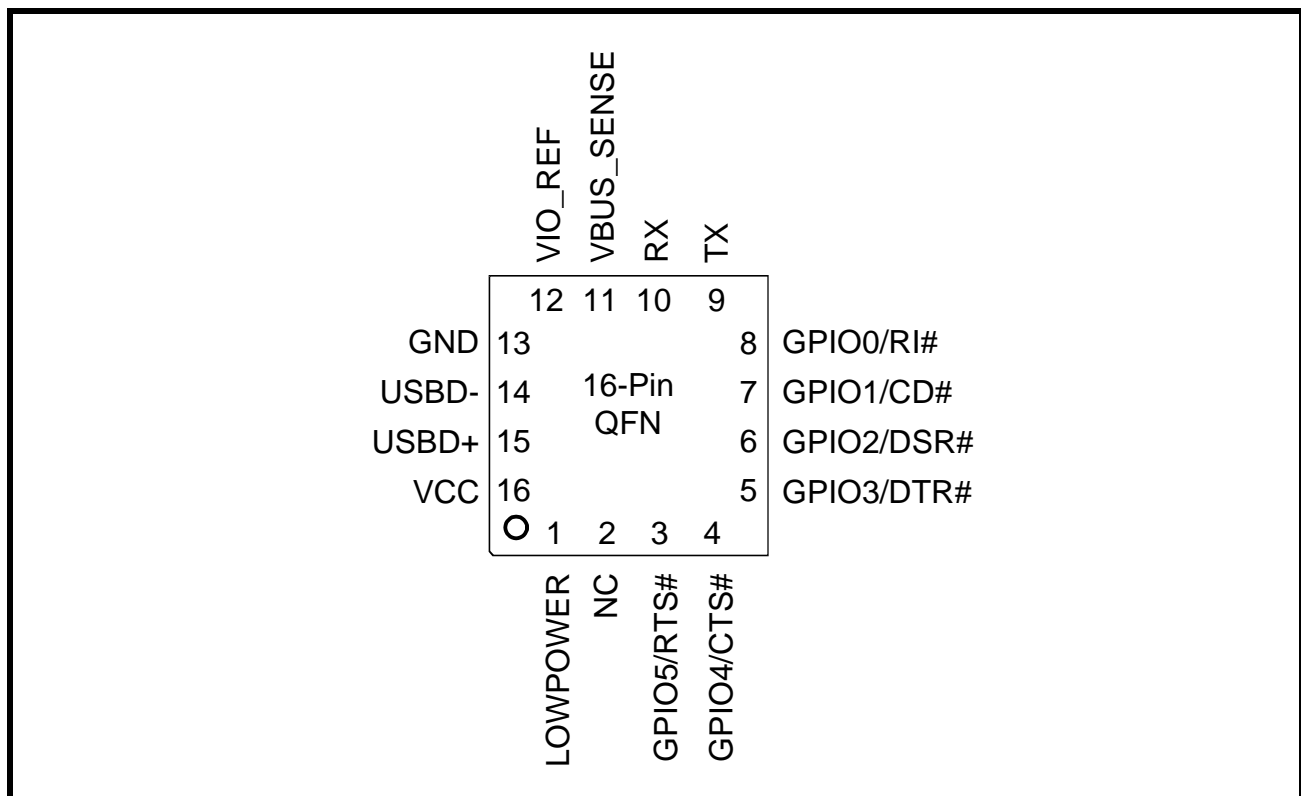 VIO_REF
VBUS_SENSE
RX
TX
12 11 10 9
GND 13
8 GPIO0/RI#
USBD- 14
16-Pin
QFN
7 GPIO1/CD#
USBD+ 15
6 GPIO2/DSR#
VCC 16
5 GPIO3/DTR#
1 2 3 4
LOWPOWER
NC
GPIO5/RTS#
GPIO4/CTS#